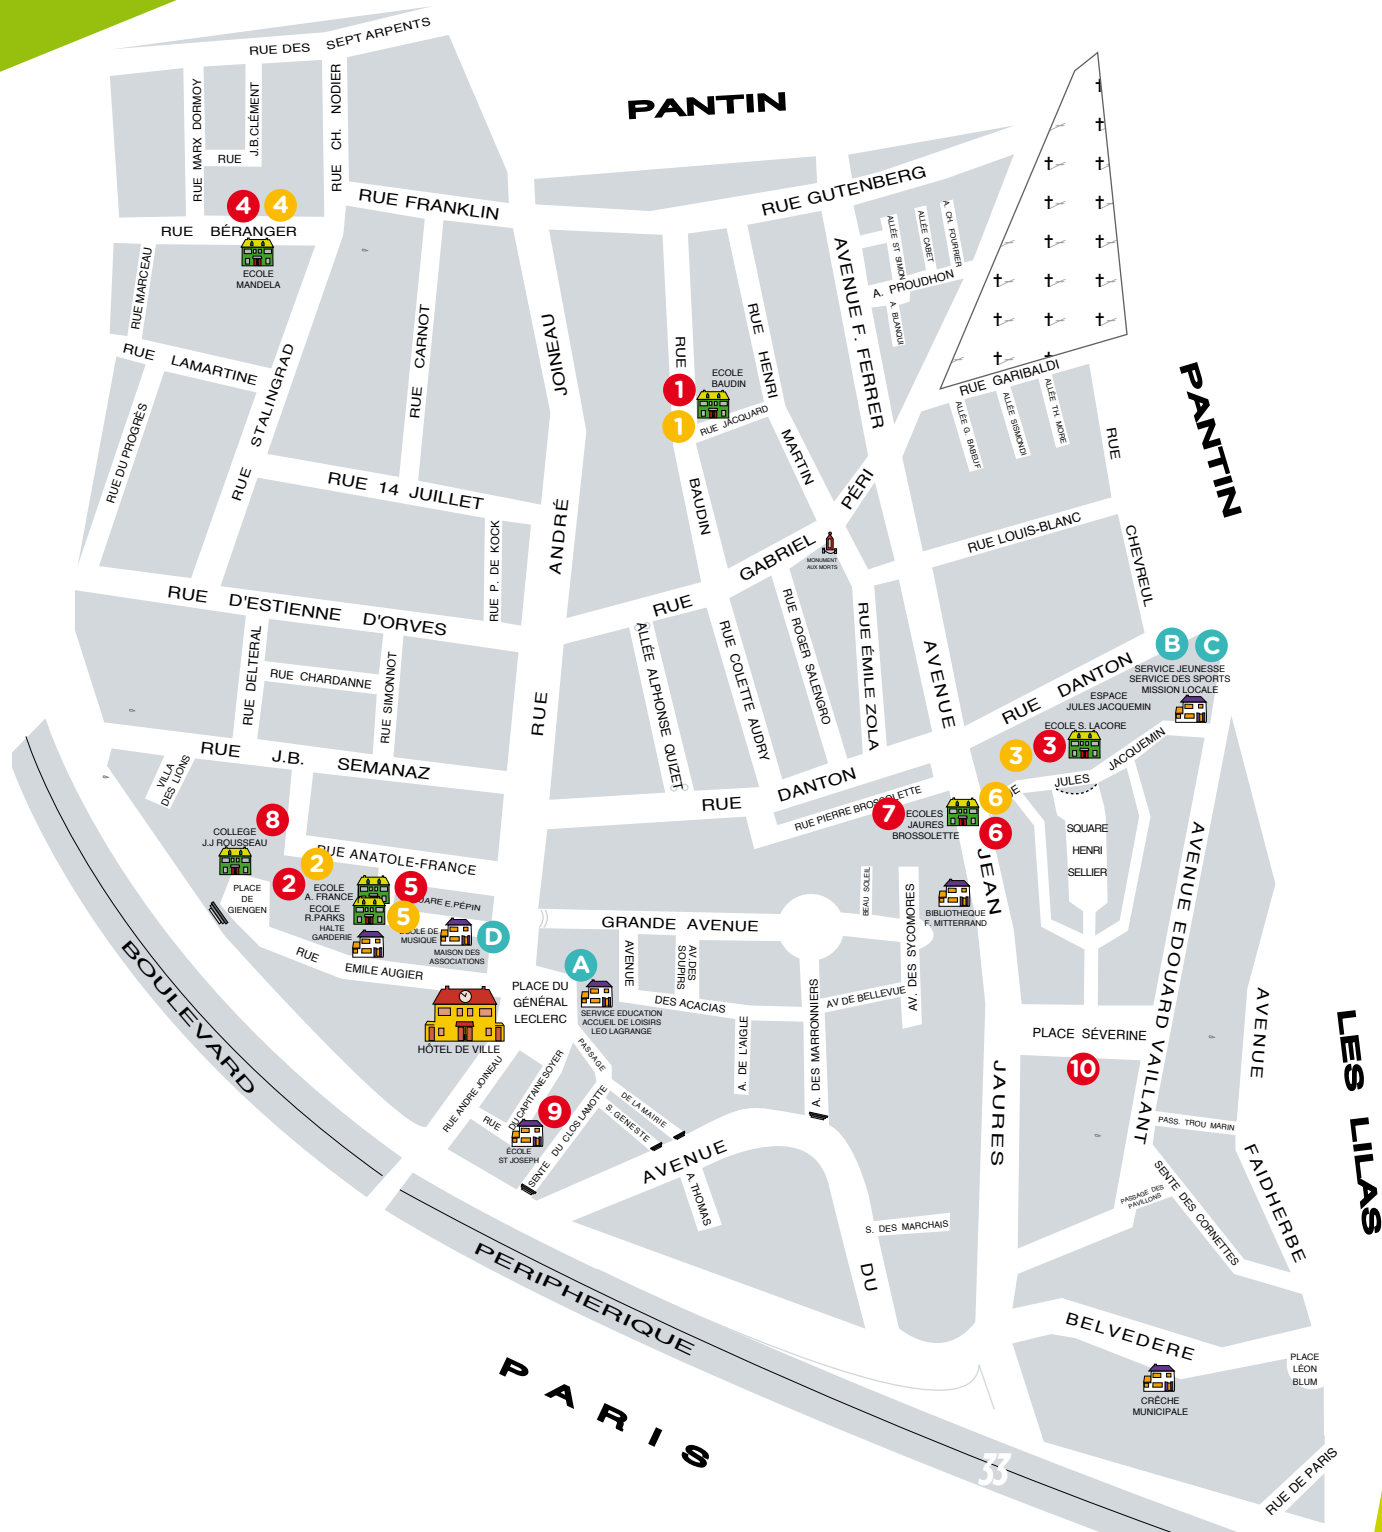 RUE DES SEPT ARPENTS
RUE MARX DORMOY
J.B.CLÉMENT
RUE
RUE CH. NODIER
PANTIN
4
4
RUE BÉRANGER
ECOLE
MANDELA
RUE FRANKLIN
RUE GUTENBERG
A. CH. FOURRIER
ALLÉE CABET
ALLÉE ST SIMON
A. PROUDHON
A. BLANQUI
RUE MARCEAU
RUE LAMARTINE
RUE DU PROGRÈS
RUE STALINGRAD
RUE CARNOT
RUE ANDRÉ JOINEAU
RUE BAUDIN
1
1
ECOLE
BAUDIN
RUE JACQUARD
RUE HENRI MARTIN
AVENUE F. FERRER
RUE GARIBALDI
ALLÉE G. BABEUF
ALLÉE SISMONDI
ALLÉE TH. MORE
PANTIN
RUE CHEVREUL
RUE 14 JUILLET
RUE P. DE KOCK
RUE GABRIEL PÉRI
MONUMENT
AUX MORTS
RUE LOUIS-BLANC
RUE D'ESTIENNE D'ORVES
RUE DELTERAL
RUE CHARDANNE
RUE SIMONNOT
ALLÉE ALPHONSE QUIZET
RUE COLETTE AUDRY
RUE ROGER SALENGRO
RUE ÉMILE ZOLA
AVENUE JEAN JAURES
RUE DANTON
B
C
SERVICE JEUNESSE
SERVICE DES SPORTS
MISSION LOCALE
ESPACE
JULES JACQUEMIN
ECOLE S. LACORE
3
3
JULES JACQUEMIN
RUE J.B. SEMANAZ
VILLA
DES LIONS
RUE DANTON
RUE PIERRE BROSSOLETTE
7
ECOLES
JAURES
BROSSOLETTE
6
6
SQUARE
HENRI
SELLIER
8
COLLEGE
J.J ROUSSEAU
RUE ANATOLE-FRANCE
2
2
ECOLE
A. FRANCE
ECOLE
R.PARKS
HALTE
GARDERIE
5
5
PLACE
DE
GIENGEN
MAISON DES
ASSOCIATIONS
D
RUE EMILE AUGIER
BEAU SOLEIL
AV. DES SYCOMORES
BIBLIOTHEQUE
F. MITTERRAND
GRANDE AVENUE
AVENUE DES ACACIAS
AV.DES
SOUPIRS
AV DE BELLEVUE
A. DE L'AIGLE
A. DES MARRONNIERS
PLACE DU
GÉNÉRAL
LECLERC
A
SERVICE EDUCATION
ACCUEIL DE LOISIRS
LEO LAGRANGE
HÔTEL DE VILLE
RUE ANDRE JOINEAU
RUE DU CAPITAINE SOYER
PASSAGE DE LA MAIRIE
S. GENESTE
9
ÉCOLE
ST JOSEPH
SENTE DU CLOS LAMOTTE
PLACE SÉVERINE
10
AVENUE EDOUARD VAILLANT
AVENUE FAIDHERBE
LES LILAS
PASS. TROU MARIN
PASSAGE DES
PAVILLONS
SENTE DES CORNETTES
AVENUE DU BELVEDERE
A. THOMAS
S. DES MARCHAIS
BOULEVARD PERIPHERIQUE
PARIS
PLACE
LÉON
BLUM
CRÈCHE
MUNICIPALE
RUE DE PARIS
33